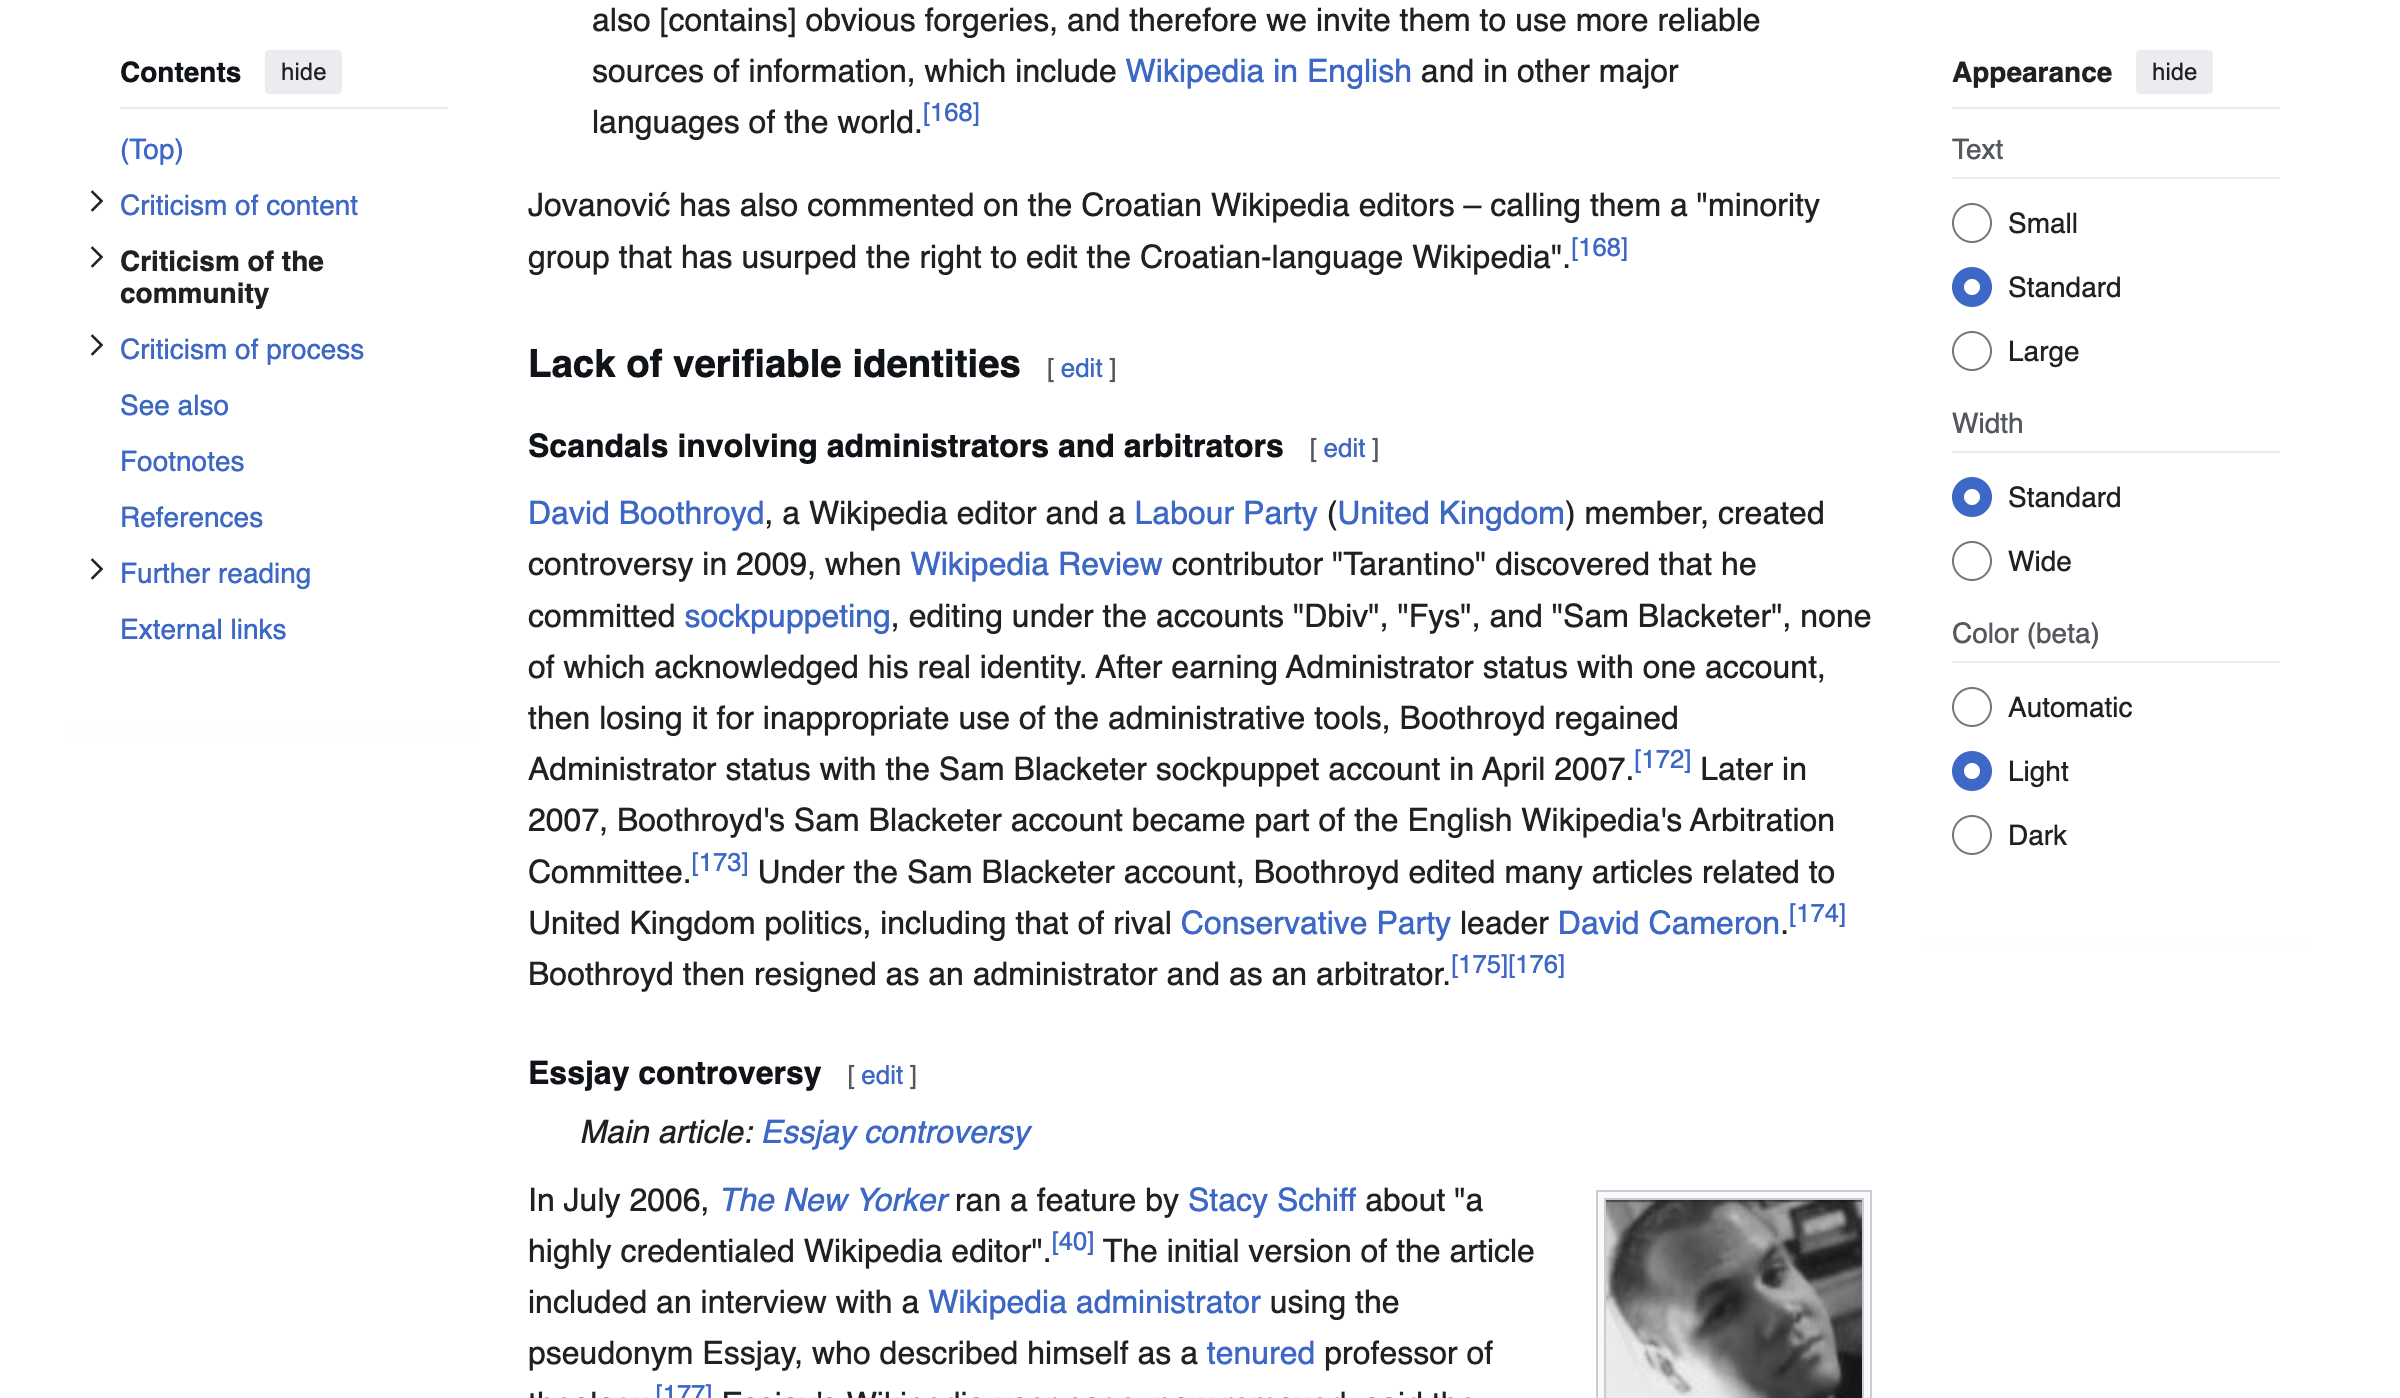 also [contains] obvious forgeries, and therefore we invite them to use more reliable
sources of information, which include Wikipedia in English and in other major
languages of the world.[168]
Contents hide
(Top)
Criticism of content
Criticism of the
community
Criticism of process
See also
Footnotes
References
Further reading
External links
Jovanović has also commented on the Croatian Wikipedia editors – calling them a "minority
group that has usurped the right to edit the Croatian-language Wikipedia".[168]
Lack of verifiable identities [ edit ]
Scandals involving administrators and arbitrators [ edit ]
David Boothroyd, a Wikipedia editor and a Labour Party (United Kingdom) member, created
controversy in 2009, when Wikipedia Review contributor "Tarantino" discovered that he
committed sockpuppeting, editing under the accounts "Dbiv", "Fys", and "Sam Blacketer", none
of which acknowledged his real identity. After earning Administrator status with one account,
then losing it for inappropriate use of the administrative tools, Boothroyd regained
Administrator status with the Sam Blacketer sockpuppet account in April 2007.[172] Later in
2007, Boothroyd's Sam Blacketer account became part of the English Wikipedia's Arbitration
Committee.[173] Under the Sam Blacketer account, Boothroyd edited many articles related to
United Kingdom politics, including that of rival Conservative Party leader David Cameron.[174]
Boothroyd then resigned as an administrator and as an arbitrator.[175][176]
Essjay controversy [ edit ]
Main article: Essjay controversy
In July 2006, The New Yorker ran a feature by Stacy Schiff about "a
highly credentialed Wikipedia editor".[40] The initial version of the article
included an interview with a Wikipedia administrator using the
pseudonym Essjay, who described himself as a tenured professor of
[177]
Appearance hide
Text
Small
Standard
Large
Width
Standard
Wide
Color (beta)
Automatic
Light
Dark